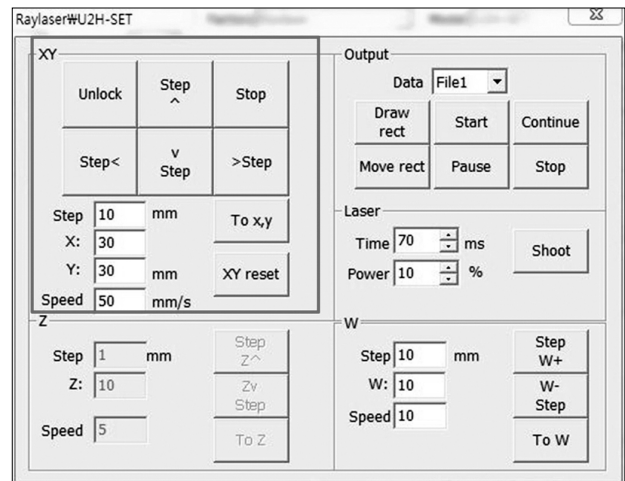 Raylaser₩U2H-SET
XY
Unlock
Step ^
Stop
Step<
v Step
>Step
Step 10 mm
To x,y
X: 30
Y: 30 mm
XY reset
Speed 50 mm/s
Output
Data File1
Draw rect
Start
Continue
Move rect
Pause
Stop
Laser
Time 70 ms
Power 10 %
Shoot
Z
Step 1 mm
Step Z^
Z: 10
Zv Step
Speed 5
To Z
W
Step 10 mm
Step W+
W: 10
W- Step
Speed 10
To W